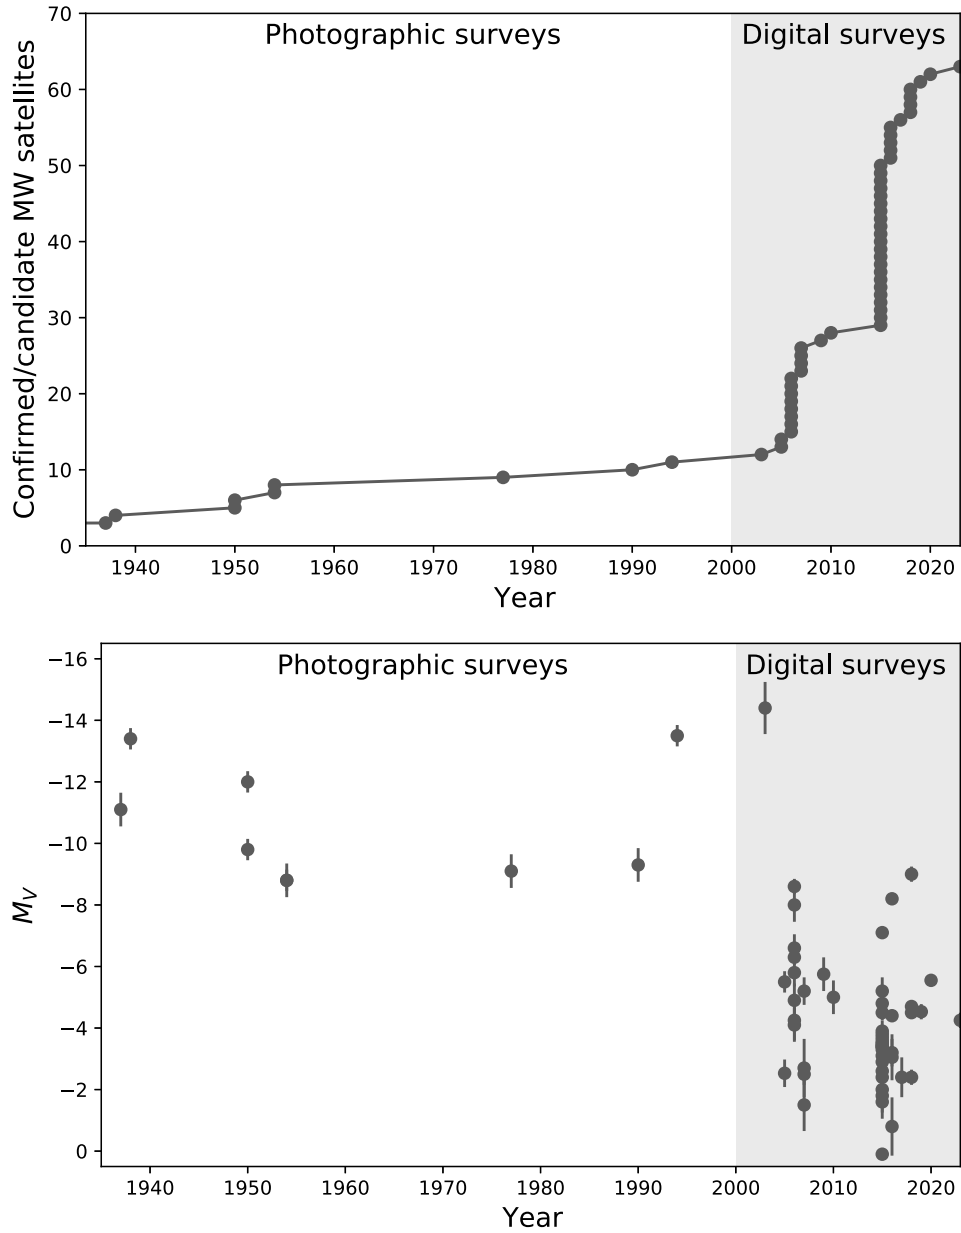 Photographic surveys
Digital surveys
Confirmed/candidate MW satellites
70
60
50
40
30
20
10
0
1940 1950 1960 1970 1980 1990 2000 2010 2020
Year
Photographic surveys
Digital surveys
M_V
−16
−14
−12
−10
−8
−6
−4
−2
0
1940 1950 1960 1970 1980 1990 2000 2010 2020
Year